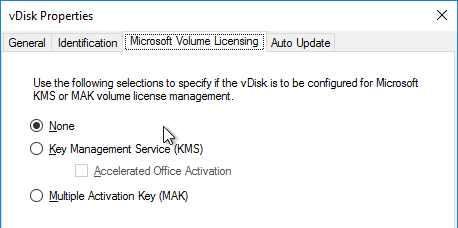 vDisk Properties
General Identification Microsoft Volume Licensing Auto Update
Use the following selections to specify if the vDisk is to be configured for Microsoft
KMS or MAK volume license management.
None
Key Management Service (KMS)
Accelerated Office Activation
Multiple Activation Key (MAK)